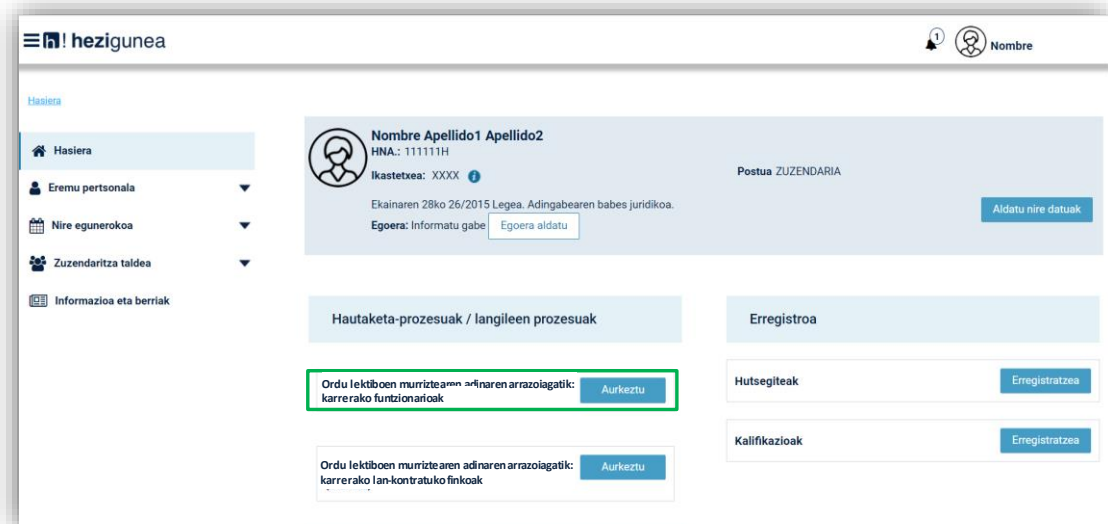 h! hezigunea
1
Nombre
Hasiera
Hasiera
Eremu pertsonala
Nire egunerokoa
Zuzendaritza taldea
Informazioa eta berriak
Nombre Apellido1 Apellido2
HNA.: 111111H
Ikastetxea: XXXX i
Postua ZUZENDARIA
Ekainaren 28ko 26/2015 Legea. Adingabearen babes juridikoa.
Egoera: Informatu gabe Egoera aldatu
Aldatu nire datuak
Hautaketa-prozesuak / langileen prozesuak
Ordu lektiboen murriztearen adinaren arrazoiagatik:
karrerako funtzionarioak
Aurkeztu
Ordu lektiboen murriztearen adinaren arrazoiagatik:
karrerako lan-kontratuko finkoak
Aurkeztu
Erregistroa
Hutsegiteak Erregistratzea
Kalifikazioak Erregistratzea